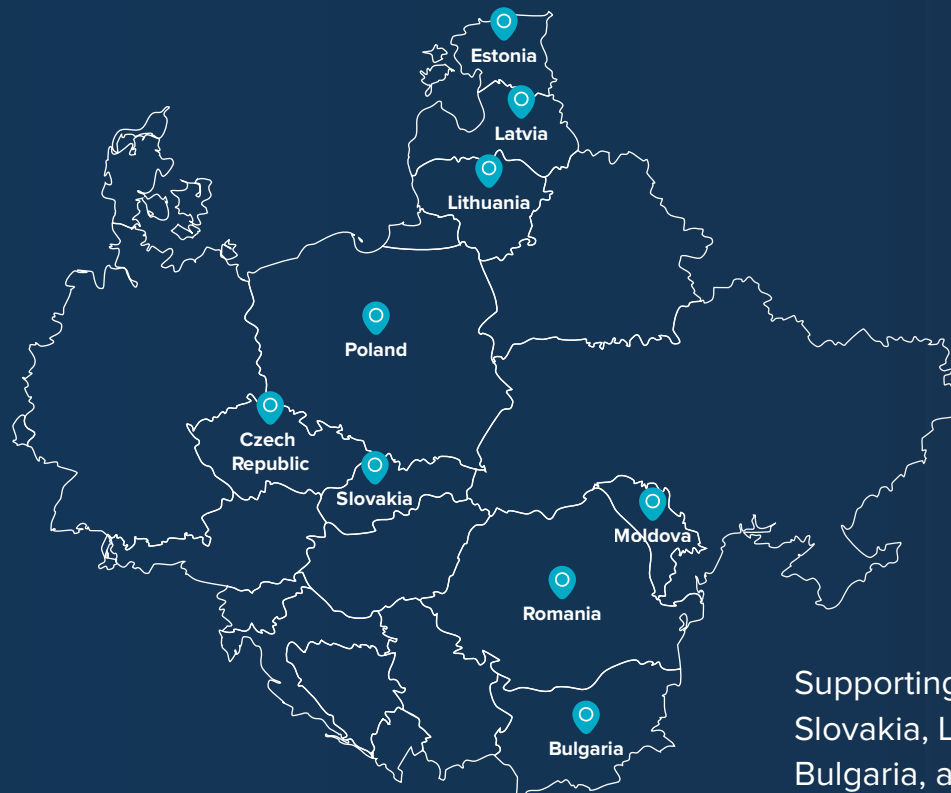 Estonia
Latvia
Lithuania
Poland
Czech
Republic
Slovakia
Moldova
Romania
Bulgaria
Supporting
Slovakia, L
Bulgaria, a